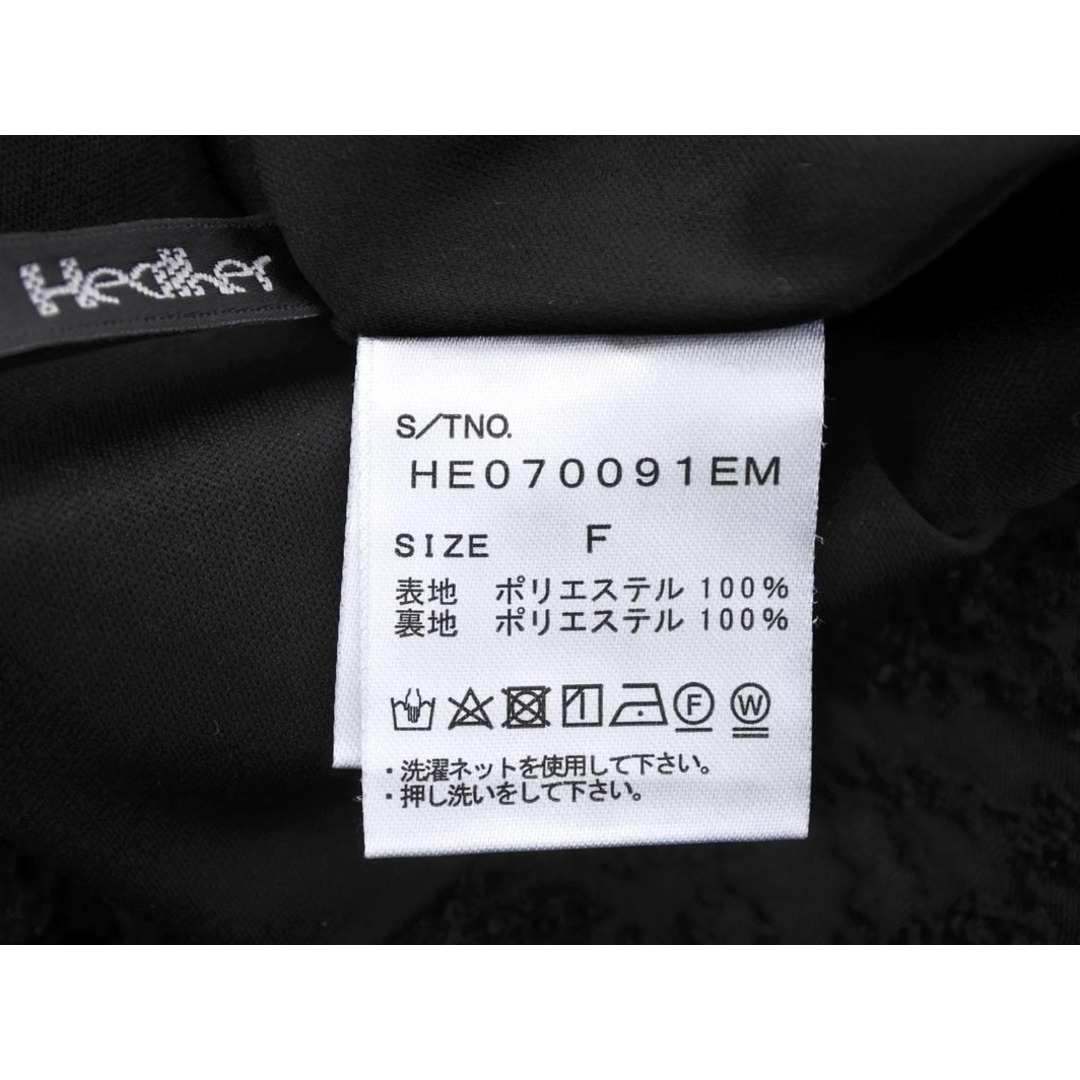 Heather
S/TNO.
HE070091EM
SIZE F
表地 ポリエステル 100%
裏地 ポリエステル 100%
F W
・洗濯ネットを使用して下さい。
・押し洗いをして下さい。